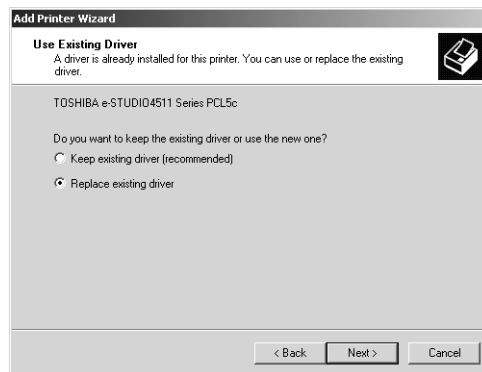 Add Printer Wizard
Use Existing Driver
A driver is already installed for this printer. You can use or replace the existing
driver.
TOSHIBA e-STUDIO4511 Series PCL5c
Do you want to keep the existing driver or use the new one?
Keep existing driver (recommended)
Replace existing driver
< Back Next > Cancel